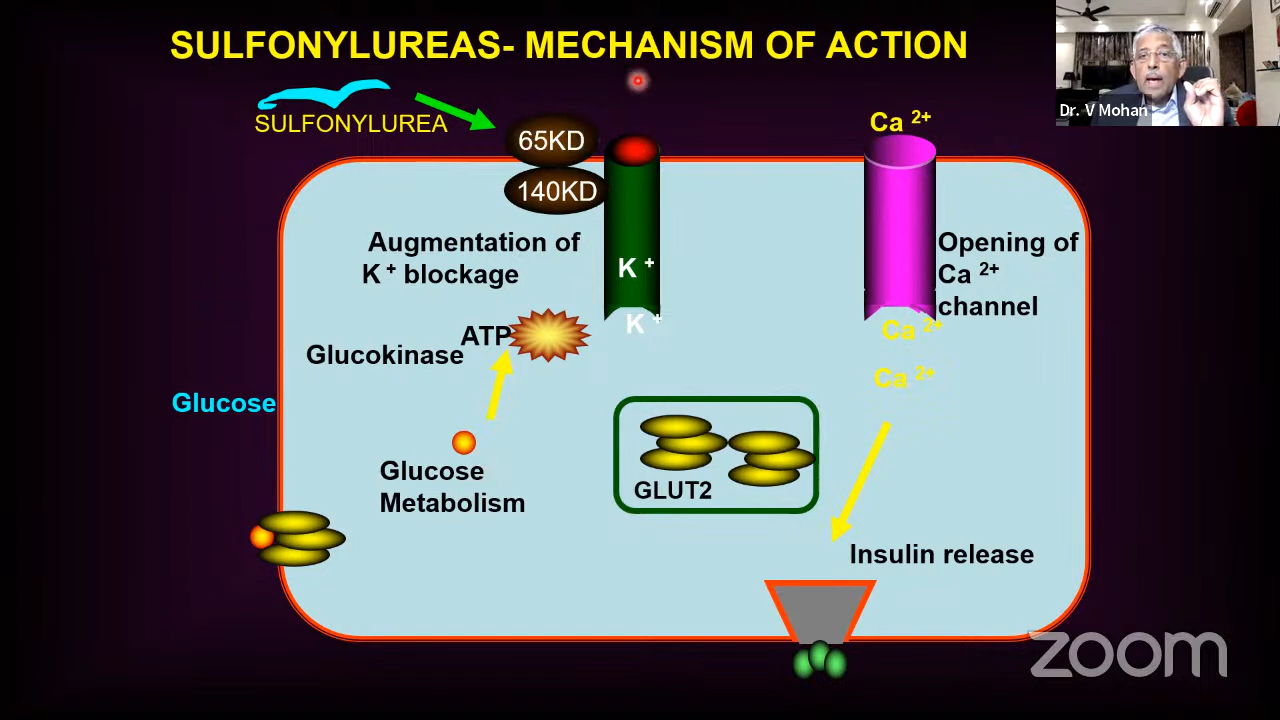 SULFONYLUREAS- MECHANISM OF ACTION
Dr. V Mohan
SULFONYLUREA
65KD
140KD
Ca 2+
Augmentation of
K + blockage
K +
K +
Opening of
Ca 2+
channel
Ca 2+
Ca 2+
ATP
Glucokinase
Glucose
Glucose
Metabolism
GLUT2
Insulin release
zoom